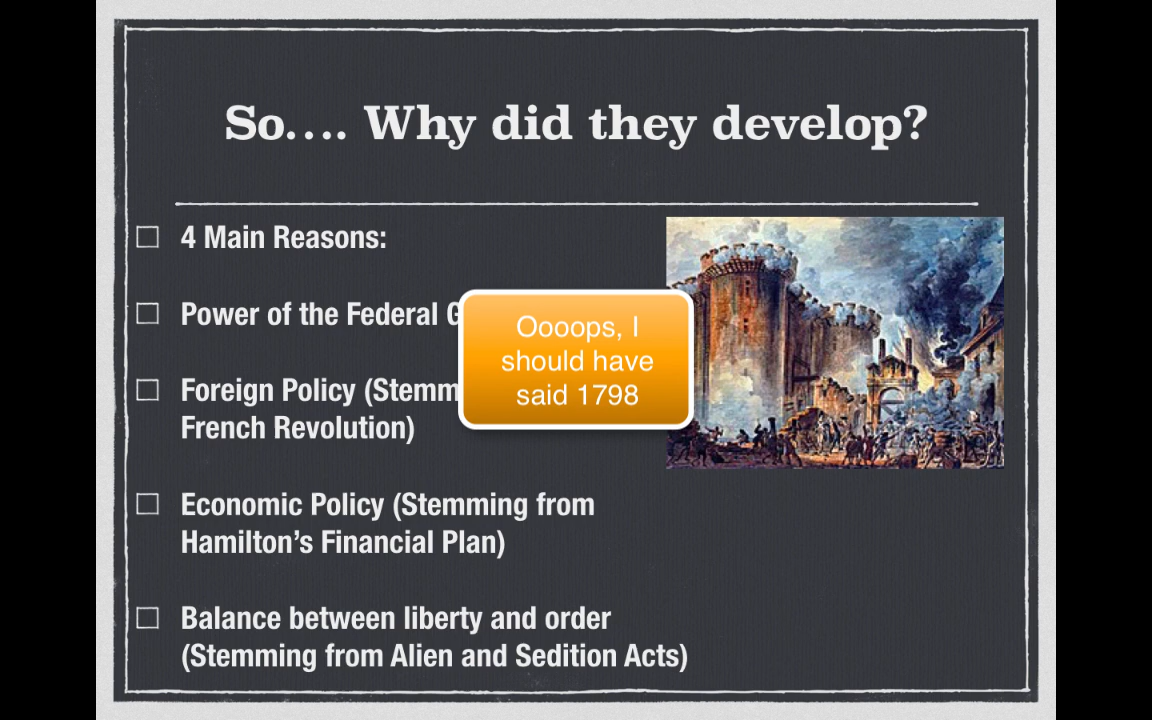 So.... Why did they develop?
4 Main Reasons:
Power of the Federal G
Oooops, I
should have
said 1798
Foreign Policy (Stemm
French Revolution)
Economic Policy (Stemming from
Hamilton's Financial Plan)
Balance between liberty and order
(Stemming from Alien and Sedition Acts)